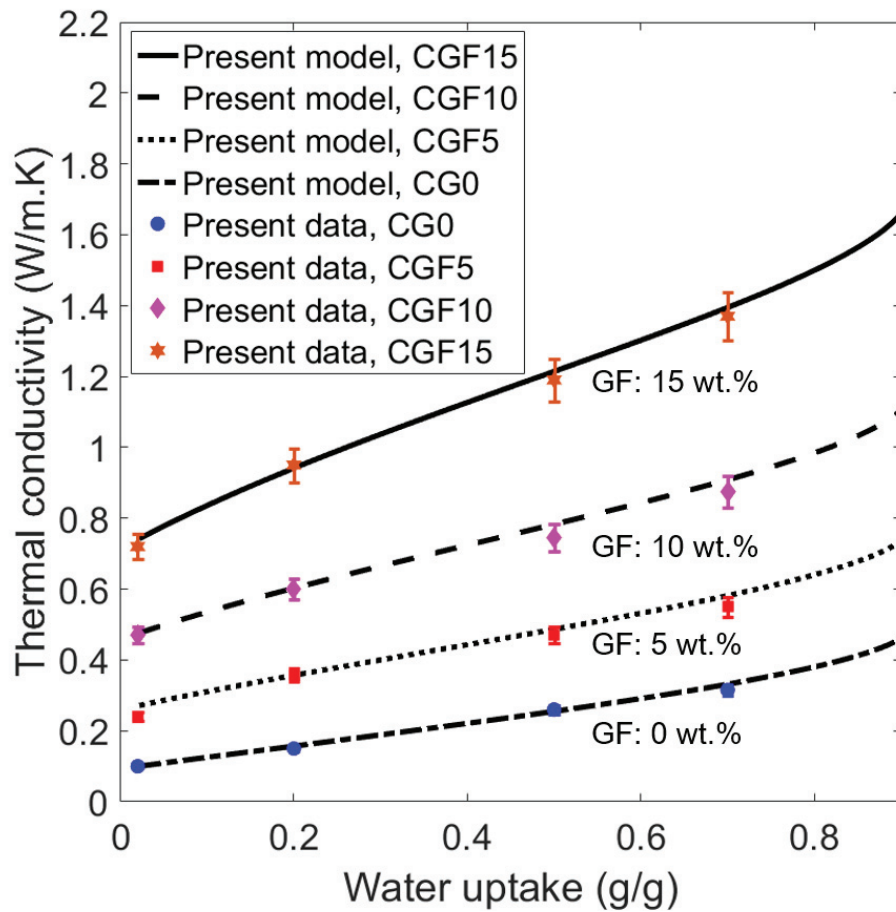 2.2
2
1.8
1.6
1.4
1.2
1
0.8
0.6
0.4
0.2
0
Thermal conductivity (W/m.K)
Present model, CGF15
Present model, CGF10
Present model, CGF5
Present model, CG0
Present data, CG0
Present data, CGF5
Present data, CGF10
Present data, CGF15
GF: 15 wt.%
GF: 10 wt.%
GF: 5 wt.%
GF: 0 wt.%
0 0.2 0.4 0.6 0.8
Water uptake (g/g)